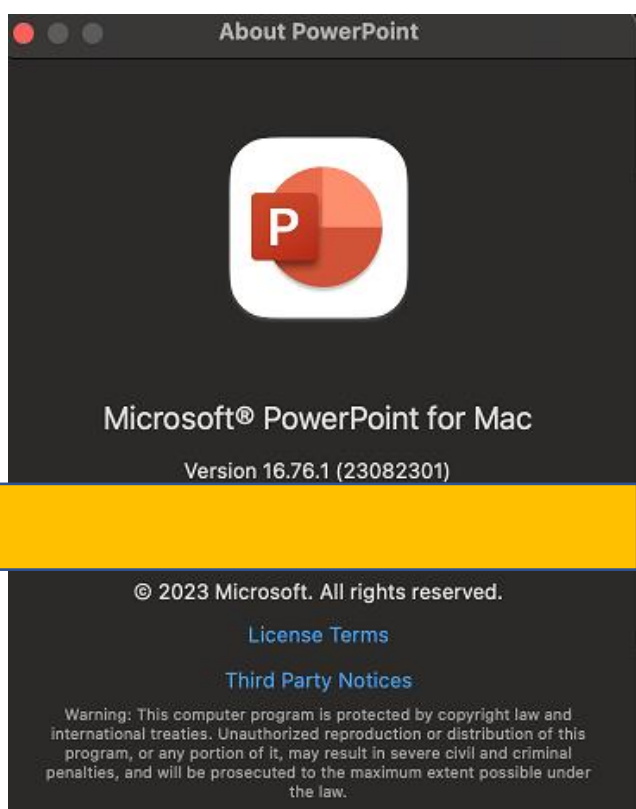 About PowerPoint
P
Microsoft® PowerPoint for Mac
Version 16.76.1 (23082301)
© 2023 Microsoft. All rights reserved.
License Terms
Third Party Notices
Warning: This computer program is protected by copyright law and
international treaties. Unauthorized reproduction or distribution of this
program, or any portion of it, may result in severe civil and criminal
penalties, and will be prosecuted to the maximum extent possible under
the law.